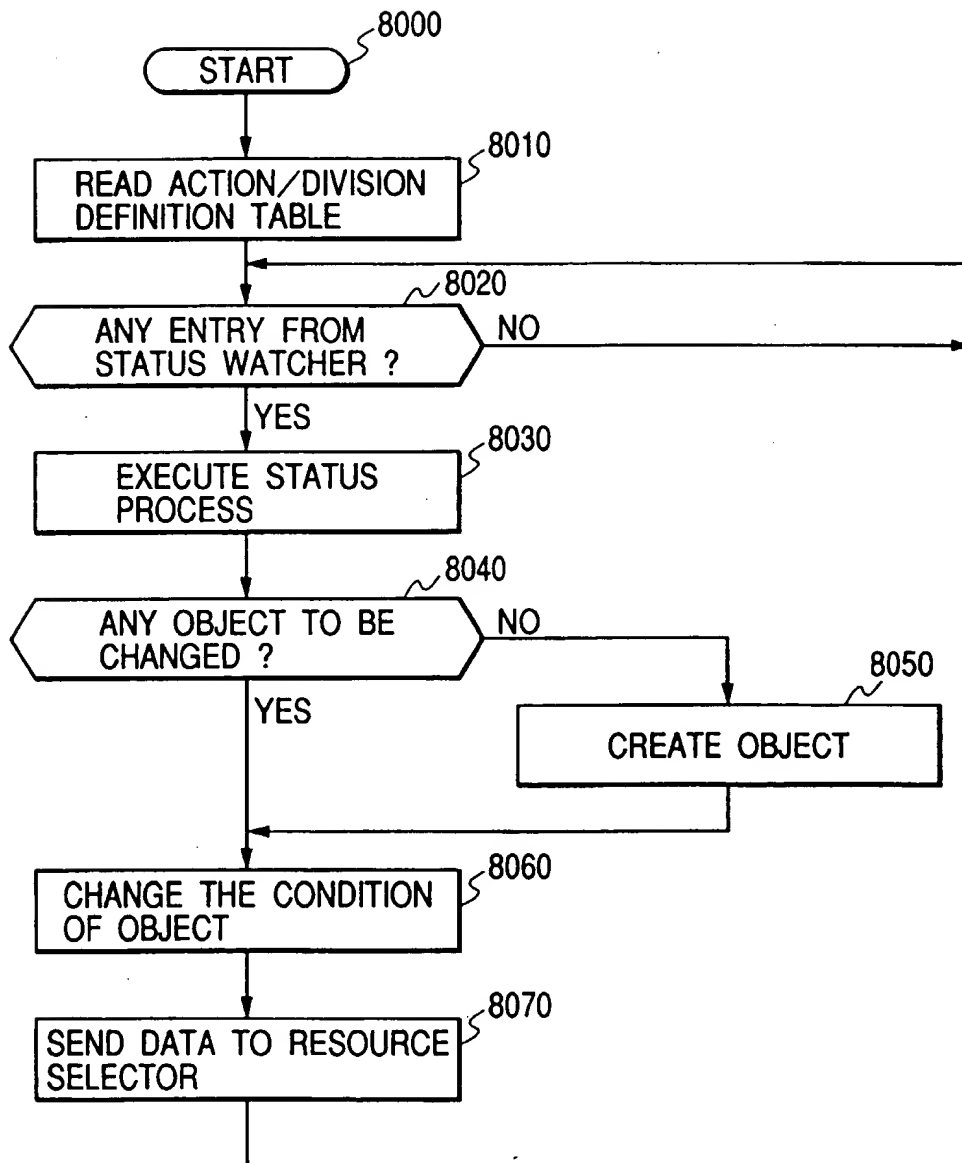 8000
START
8010
READ ACTION/DIVISION
DEFINITION TABLE
8020
ANY ENTRY FROM
STATUS WATCHER ?
NO
YES
8030
EXECUTE STATUS
PROCESS
8040
ANY OBJECT TO BE
CHANGED ?
NO
YES
8050
CREATE OBJECT
8060
CHANGE THE CONDITION
OF OBJECT
8070
SEND DATA TO RESOURCE
SELECTOR